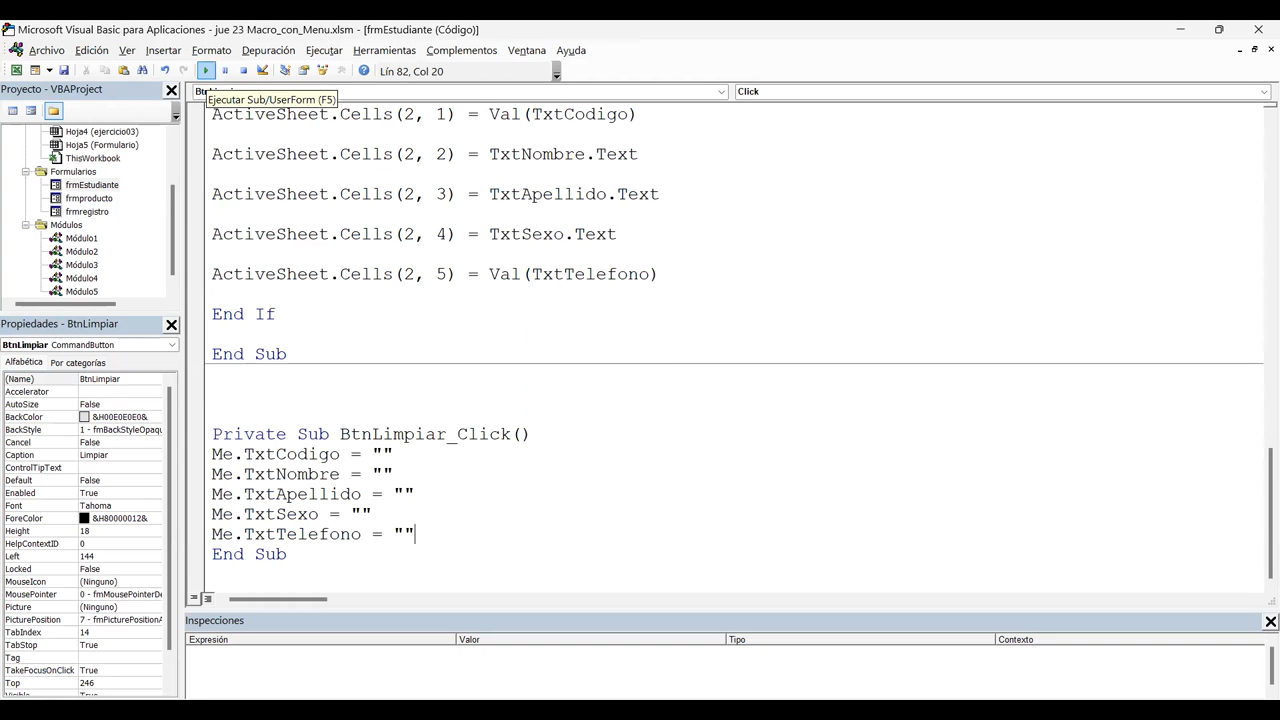 Microsoft Visual Basic para Aplicaciones - jue 23 Macro_con_Menu.xlsm - [frmEstudiante (Código)]
Archivo Edición Ver Insertar Formato Depuración Ejecutar Herramientas Complementos Ventana Ayuda
Lín 82, Col 20
Proyecto - VBAProject
Click
Ejecutar Sub/UserForm (F5)
Hoja4 (ejercicio03)
Hoja5 (Formulario)
ThisWorkbook
Formularios
frmEstudiante
frmproducto
frmregistro
Módulos
Módulo1
Módulo2
Módulo3
Módulo4
Módulo5
ActiveSheet.Cells(2, 1) = Val(TxtCodigo)
ActiveSheet.Cells(2, 2) = TxtNombre.Text
ActiveSheet.Cells(2, 3) = TxtApellido.Text
ActiveSheet.Cells(2, 4) = TxtSexo.Text
ActiveSheet.Cells(2, 5) = Val(TxtTelefono)
End If
End Sub
Private Sub BtnLimpiar_Click()
Me.TxtCodigo = ""
Me.TxtNombre = ""
Me.TxtApellido = ""
Me.TxtSexo = ""
Me.TxtTelefono = ""
End Sub
Propiedades - BtnLimpiar
BtnLimpiar CommandButton
Alfabética Por categorías
(Name) BtnLimpiar
Accelerator
AutoSize False
BackColor &H00E0E0E0&
BackStyle 1 - fmBackStyleOpaqu
Cancel False
Caption Limpiar
ControlTipText
Default False
Enabled True
Font Tahoma
ForeColor &H80000012&
Height 18
HelpContextID 0
Left 144
Locked False
MouseIcon (Ninguno)
MousePointer 0 - fmMousePointerDe
Picture (Ninguno)
PicturePosition 7 - fmPicturePositionA
TabIndex 14
TabStop True
Tag
TakeFocusOnClick True
Top 246
Inspecciones
Expresión Valor Tipo Contexto